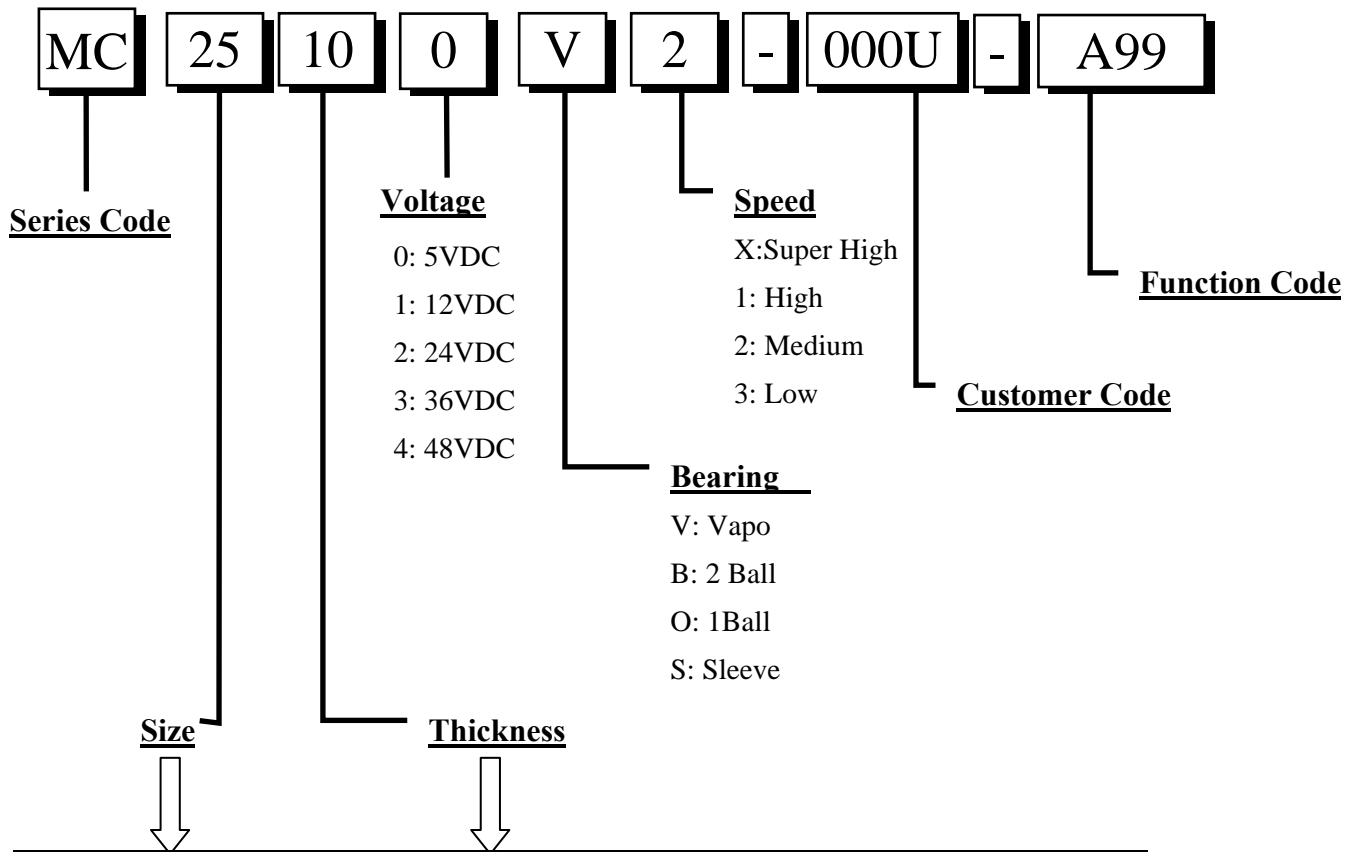 MC 25 10 0 V 2 - 000U - A99
Series Code
Voltage
0: 5VDC
1: 12VDC
2: 24VDC
3: 36VDC
4: 48VDC
Speed
X:Super High
1: High
2: Medium
3: Low
Function Code
Customer Code
Bearing
V: Vapo
B: 2 Ball
O: 1Ball
S: Sleeve
Size
Thickness